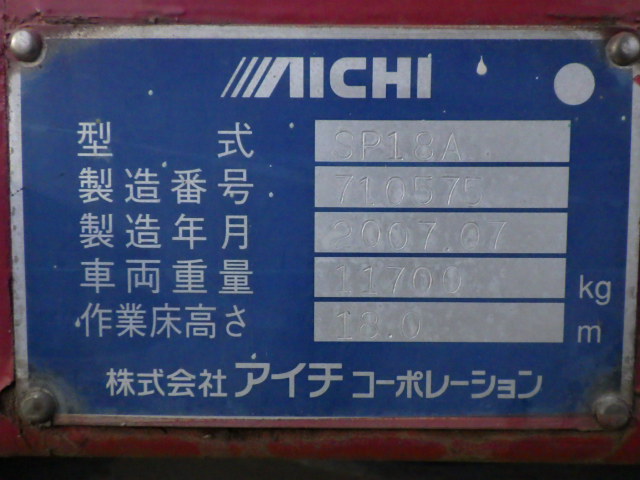 AICHI
型式 SP18A
製造番号 710575
製造年月 2007.07
車両重量 11700 kg
作業床高さ 18.0 m
株式会社アイチコーポレーション